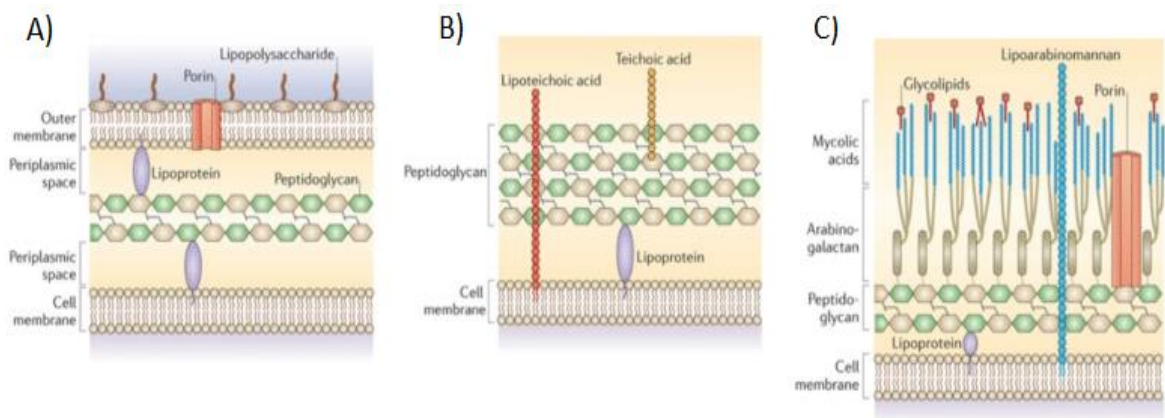 A)
Lipopolysaccharide
Porin
Outer
membrane
Periplasmic
space
Lipoprotein
Peptidoglycan
Periplasmic
space
Cell
membrane
B)
Teichoic acid
Lipoteichoic acid
Peptidoglycan
Lipoprotein
Cell
membrane
C)
Lipoarabinomannan
Glycolipids
Porin
Mycolic
acids
Arabino-
galactan
Peptido-
glycan
Lipoprotein
Cell
membrane